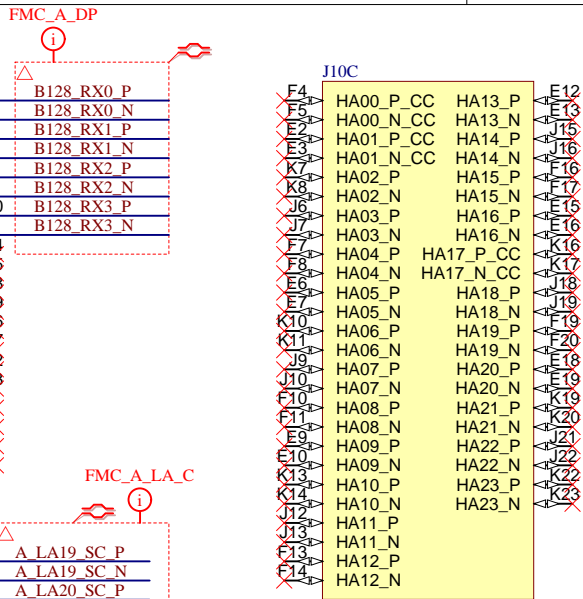 FMC_A_DP
i
B128_RX0_P
B128_RX0_N
B128_RX1_P
B128_RX1_N
B128_RX2_P
B128_RX2_N
B128_RX3_P
B128_RX3_N
FMC_A_LA_C
i
A_LA19_SC_P
A_LA19_SC_N
A_LA20_SC_P
J10C
F4 HA00_P_CC HA13_P E12
F5 HA00_N_CC HA13_N E13
E2 HA01_P_CC HA14_P J15
E3 HA01_N_CC HA14_N J16
K7 HA02_P HA15_P F16
K8 HA02_N HA15_N F17
J6 HA03_P HA16_P E15
J7 HA03_N HA16_N E16
F7 HA04_P HA17_P_CC K16
F8 HA04_N HA17_N_CC K17
E6 HA05_P HA18_P J18
E7 HA05_N HA18_N J19
K10 HA06_P HA19_P F19
K11 HA06_N HA19_N F20
J9 HA07_P HA20_P E18
J10 HA07_N HA20_N E19
F10 HA08_P HA21_P K19
F11 HA08_N HA21_N K20
E9 HA09_P HA22_P J21
E10 HA09_N HA22_N J22
K13 HA10_P HA23_P K22
K14 HA10_N HA23_N K23
J12 HA11_P
J13 HA11_N
F13 HA12_P
F14 HA12_N